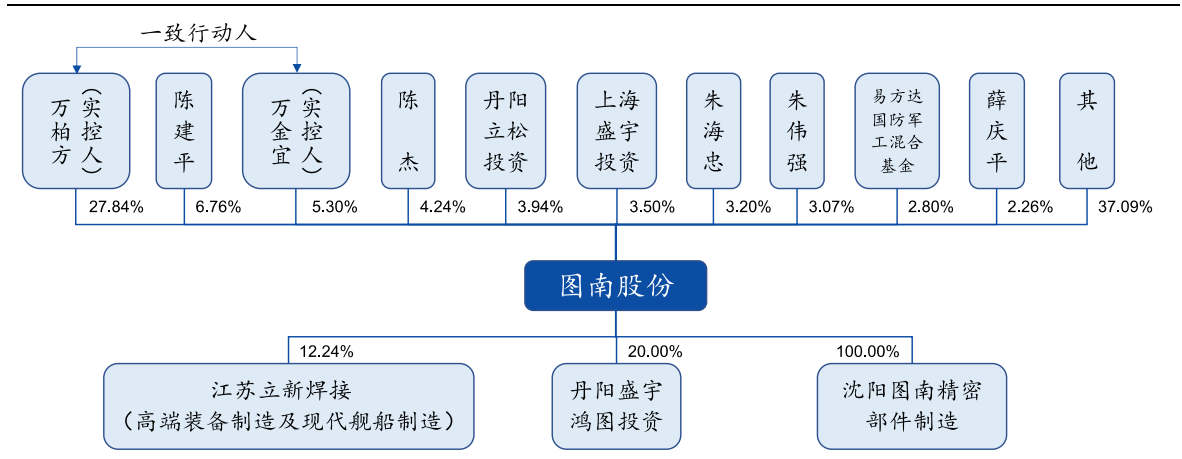 一致行动人
万柏方
（实控人）
陈建平
万金宜
（实控人）
陈杰
丹阳
立松
投资
上海
盛宇
投资
朱海忠
朱伟强
易方达
国防军
工混合
基金
薛庆平
其他
27.84%
6.76%
5.30%
4.24%
3.94%
3.50%
3.20%
3.07%
2.80%
2.26%
37.09%
图南股份
12.24%
20.00%
100.00%
江苏立新焊接
（高端装备制造及现代舰船制造）
丹阳盛宇
鸿图投资
沈阳图南精密
部件制造